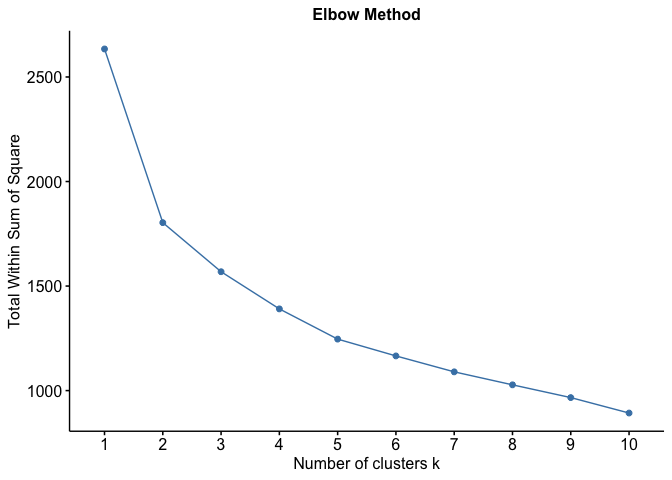 Elbow Method
Total Within Sum of Square
2500
2000
1500
1000
1 2 3 4 5 6 7 8 9 10
Number of clusters k